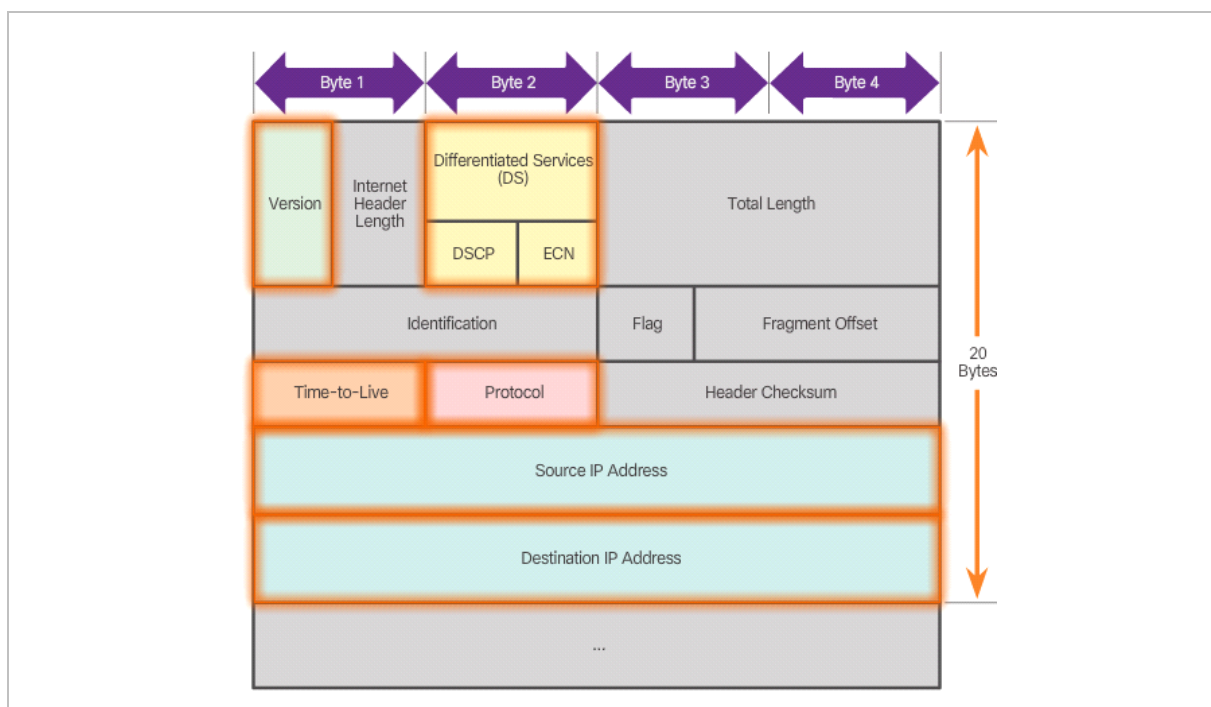 Byte 1
Byte 2
Byte 3
Byte 4
Version
Internet
Header
Length
Differentiated Services
(DS)
DSCP
ECN
Total Length
Identification
Flag
Fragment Offset
20
Bytes
Time-to-Live
Protocol
Header Checksum
Source IP Address
Destination IP Address
...